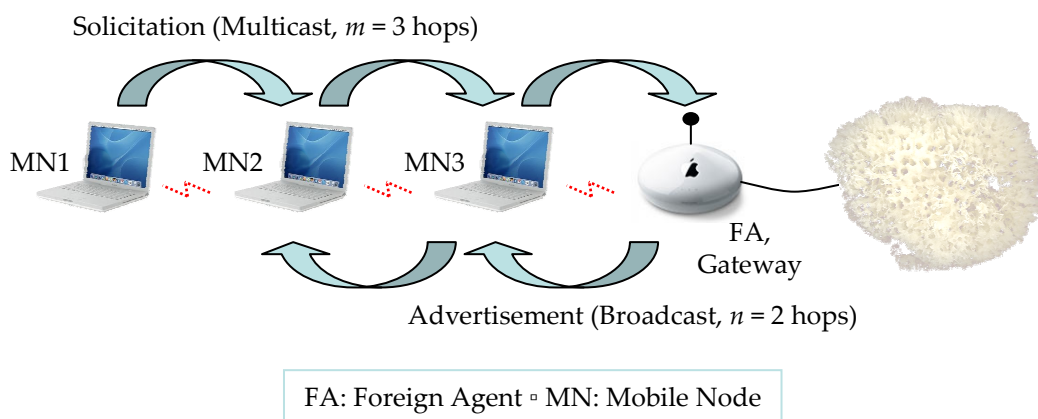 Solicitation (Multicast, m = 3 hops)
MN1
MN2
MN3
FA,
Gateway
Advertisement (Broadcast, n = 2 hops)
FA: Foreign Agent ▫ MN: Mobile Node